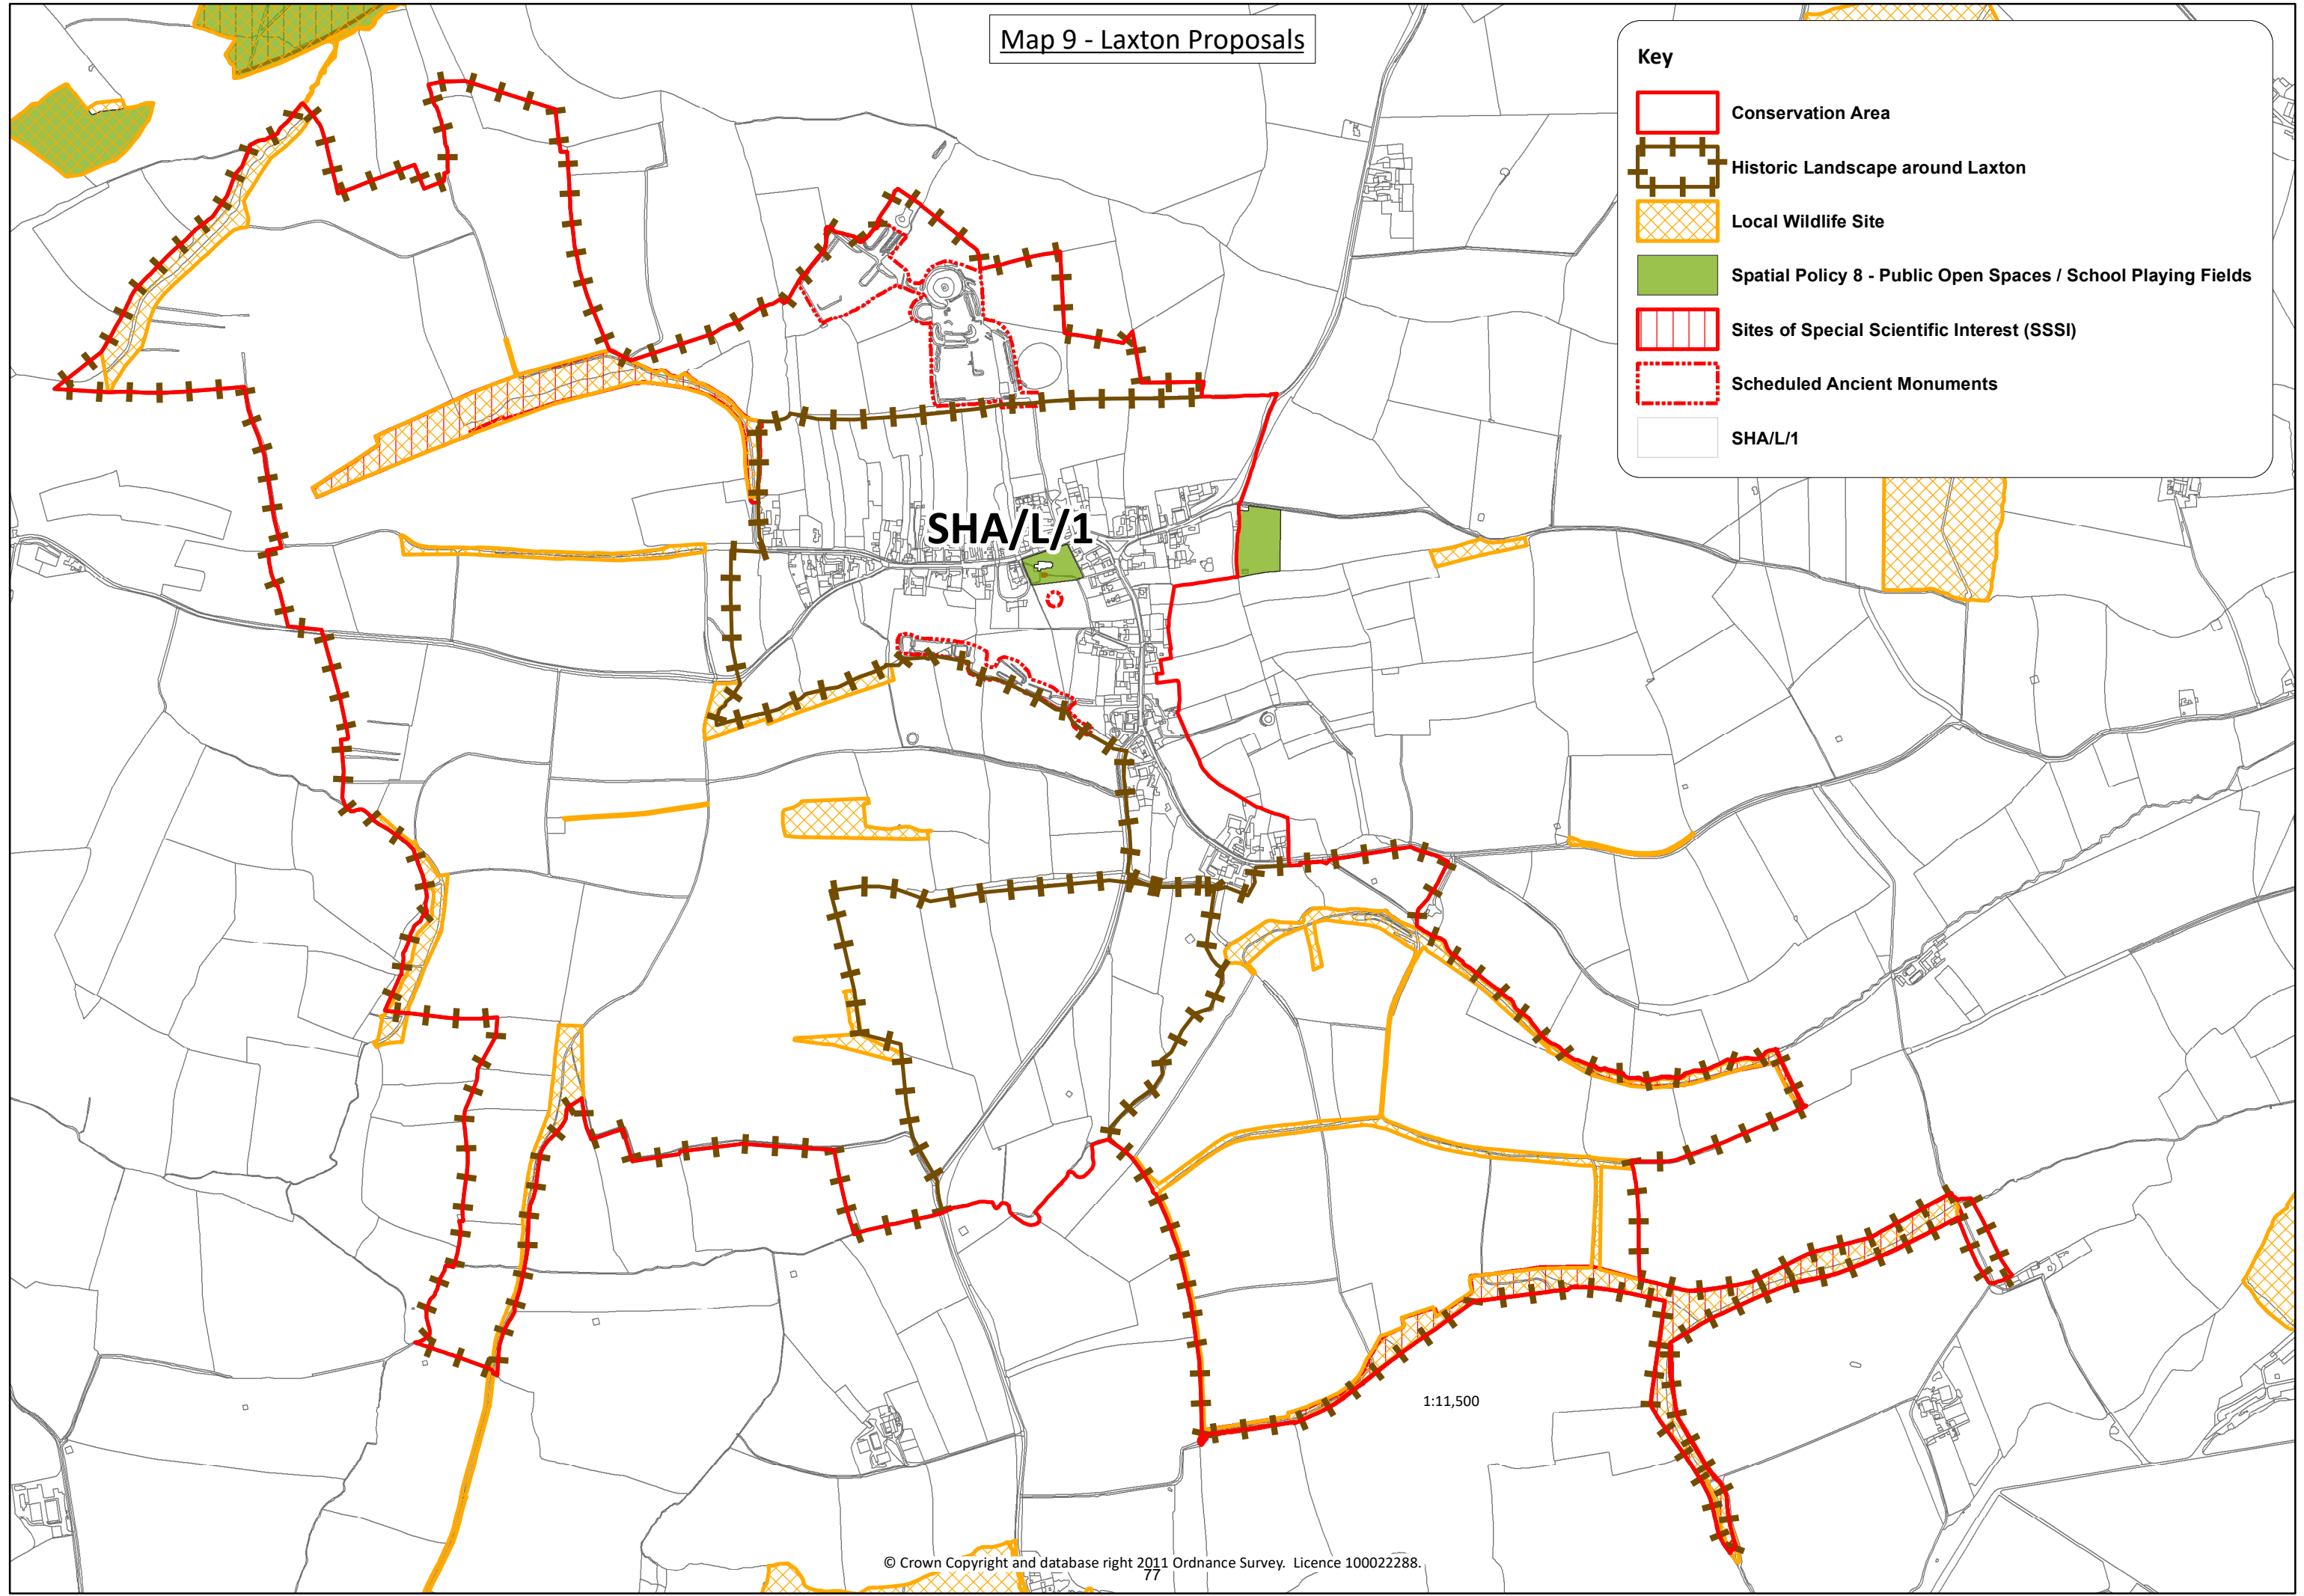 Map 9 - Laxton Proposals
Key
Conservation Area
Historic Landscape around Laxton
Local Wildlife Site
Spatial Policy 8 - Public Open Spaces / School Playing Fields
Sites of Special Scientific Interest (SSSI)
Scheduled Ancient Monuments
SHA/L/1
SHA/L/1
1:11,500
© Crown Copyright and database right 2011 Ordnance Survey.  Licence 100022288.
77